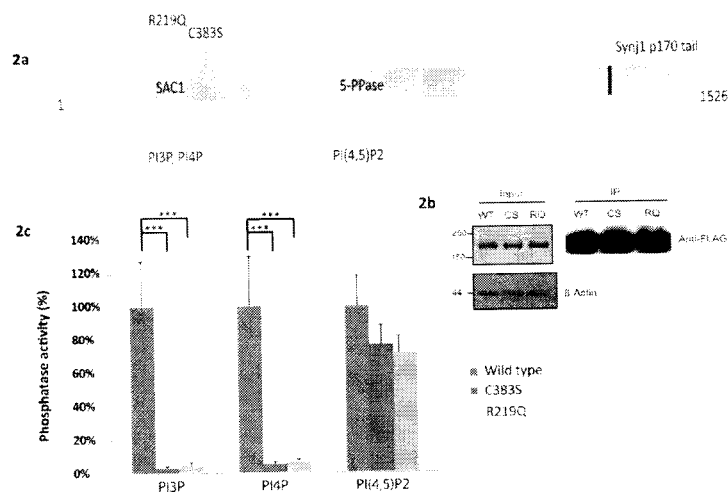 R219Q
C383S
Synj1 p170 tail
2a
SAC1
5-PPase
1
1526
PI3P, PI4P
PI(4,5)P2
2b
Input
IP
WT CS RQ
WT CS RQ
250
150
Anti-FLAG
44
β Actin
2c
***
***
***
***
140%
120%
100%
80%
60%
40%
20%
0%
Phosphatase activity (%)
PI3P
PI4P
PI(4,5)P2
Wild type
C383S
R219Q